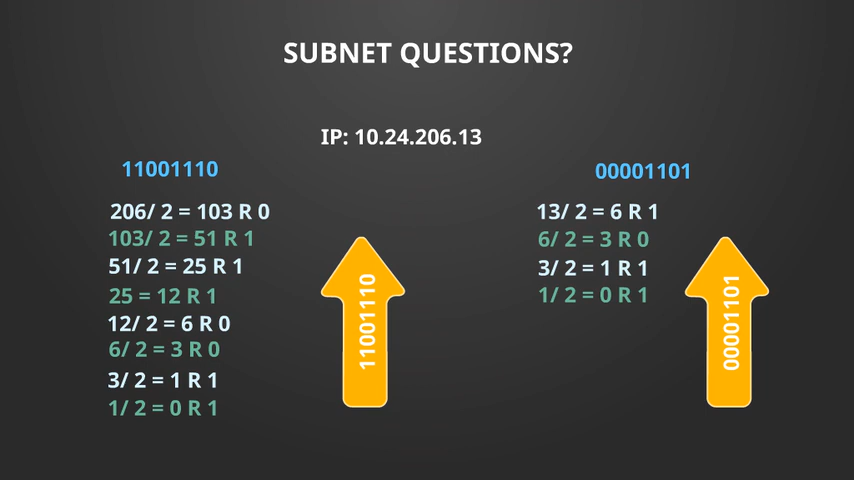 SUBNET QUESTIONS?
IP: 10.24.206.13
11001110
206/ 2 = 103 R 0
103/ 2 = 51 R 1
51/ 2 = 25 R 1
25 = 12 R 1
12/ 2 = 6 R 0
6/ 2 = 3 R 0
3/ 2 = 1 R 1
1/ 2 = 0 R 1
11001110
00001101
13/ 2 = 6 R 1
6/ 2 = 3 R 0
3/ 2 = 1 R 1
1/ 2 = 0 R 1
00001101